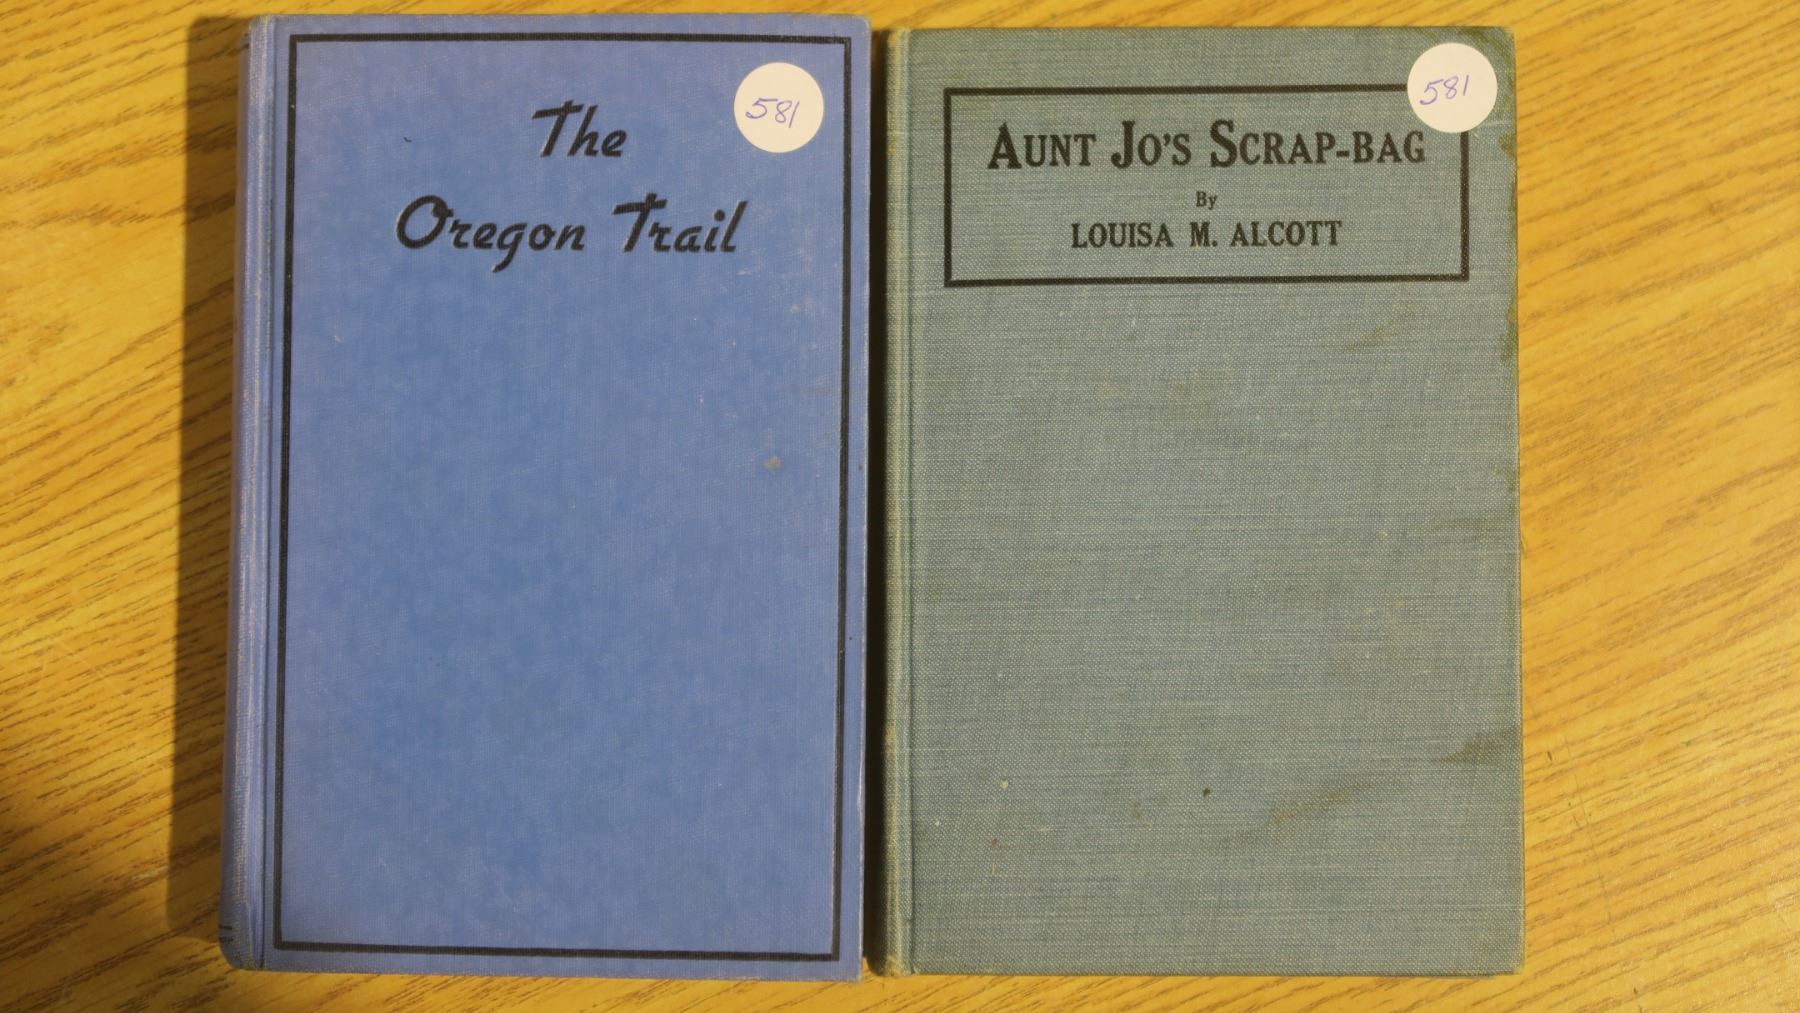 The
Oregon Trail
581
AUNT JO'S SCRAP-BAG
By
LOUISA M. ALCOTT
581